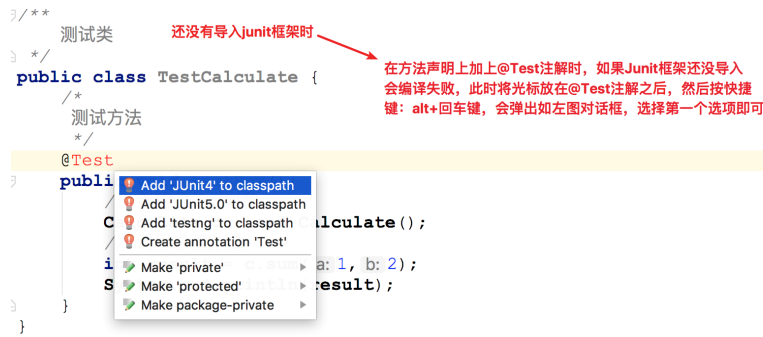 /**
测试类
还没有导入junit框架时
*/
在方法声明上加上@Test注解时，如果Junit框架还没导入
会编译失败，此时将光标放在@Test注解之后，然后按快捷
键：alt+回车键，会弹出如左图对话框，选择第一个选项即可
public class TestCalculate {
/*
测试方法
*/
@Test
publi
Add 'JUnit4' to classpath
Add 'JUnit5.0' to classpath
Add 'testng' to classpath
Create annotation 'Test'
Make 'private'
Make 'protected'
Make package-private
/
C Calculate();
/
i = c.sum(a: 1, b: 2);
S println(result);
}
}